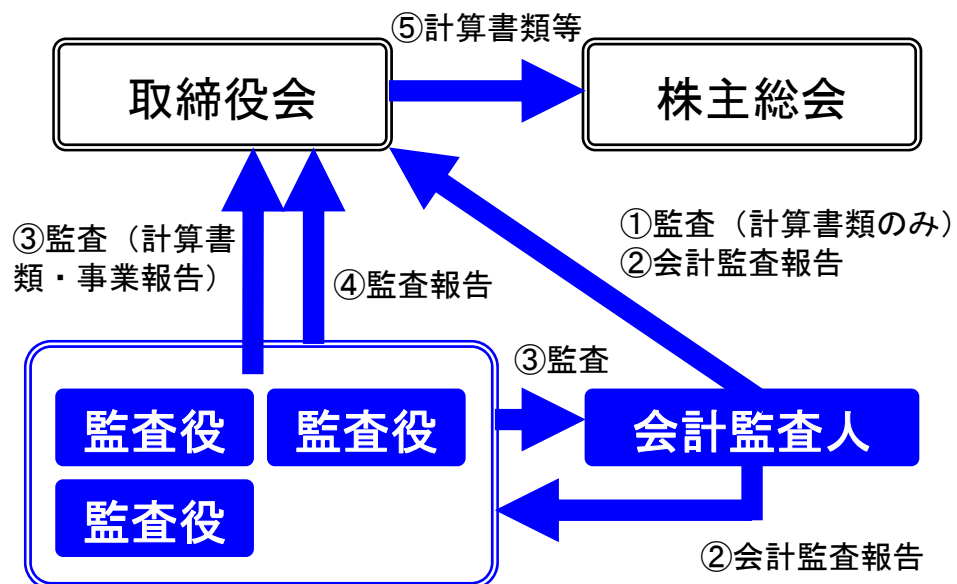 ⑤計算書類等
取締役会
株主総会
③監査（計算書
類・事業報告）
④監査報告
①監査（計算書類のみ）
②会計監査報告
③監査
監査役
監査役
会計監査人
監査役
②会計監査報告